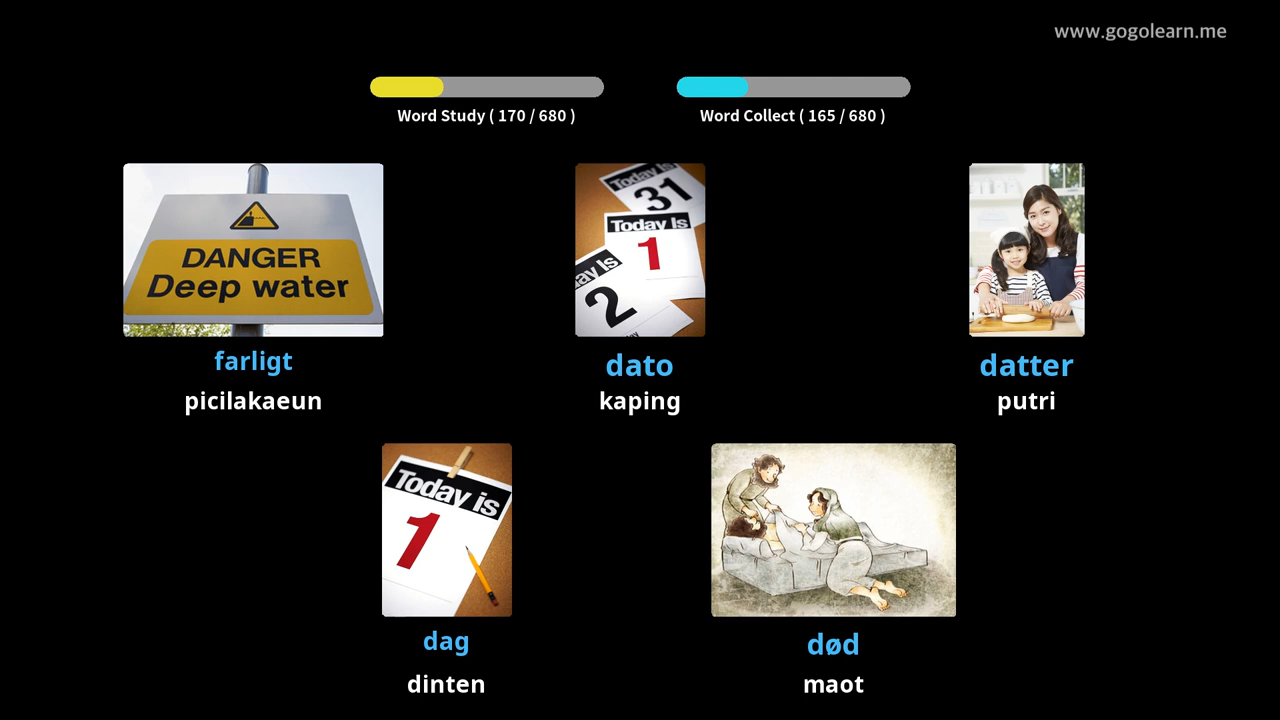 www.gogolearn.me
Word Study ( 170 / 680 )
Word Collect ( 165 / 680 )
DANGER
Deep water
Today is
31
Today Is
1
ay Is
2
farligt
dato
datter
picilakaeun
kaping
putri
Today is
1
dag
død
dinten
maot